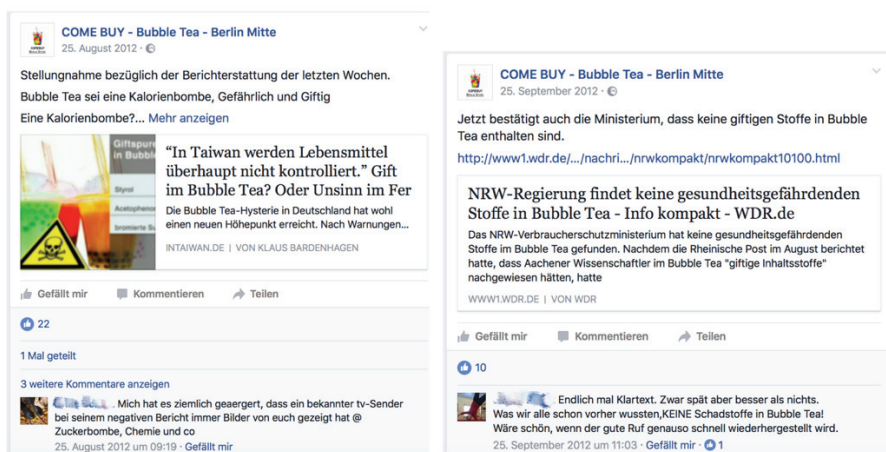 COME BUY - Bubble Tea - Berlin Mitte
25. August 2012 ·
Stellungnahme bezüglich der Berichterstattung der letzten Wochen.
Bubble Tea sei eine Kalorienbombe, Gefährlich und Giftig
Eine Kalorienbombe?... Mehr anzeigen
Giftspure
in Bubble
Styrol
Acetophenon
bromierte Su
“In Taiwan werden Lebensmittel
überhaupt nicht kontrolliert.” Gift
im Bubble Tea? Oder Unsinn im Fer
Die Bubble Tea-Hysterie in Deutschland hat wohl
einen neuen Höhepunkt erreicht. Nach Warnungen...
INTAIWAN.DE | VON KLAUS BARDENHAGEN
Gefällt mir Kommentieren Teilen
22
1 Mal geteilt
3 weitere Kommentare anzeigen
. Mich hat es ziemlich geaergert, dass ein bekannter tv-Sender
bei seinem negativen Bericht immer Bilder von euch gezeigt hat @
Zuckerbombe, Chemie und co
25. August 2012 um 09:19 · Gefällt mir
COME BUY - Bubble Tea - Berlin Mitte
25. September 2012 ·
Jetzt bestätigt auch die Ministerium, dass keine giftigen Stoffe in Bubble
Tea enthalten sind.
http://www1.wdr.de/.../nachri.../nrwkompakt/nrwkompakt10100.html
NRW-Regierung findet keine gesundheitsgefährdenden
Stoffe in Bubble Tea - Info kompakt - WDR.de
Das NRW-Verbraucherschutzministerium hat keine gesundheitsgefährdenden
Stoffe im Bubble Tea gefunden. Nachdem die Rheinische Post im August berichtet
hatte, dass Aachener Wissenschaftler im Bubble Tea "giftige Inhaltsstoffe"
nachgewiesen hätten, hatte
WWW1.WDR.DE | VON WDR
Gefällt mir Kommentieren Teilen
10
. Endlich mal Klartext. Zwar spät aber besser als nichts.
Was wir alle schon vorher wussten,KEINE Schadstoffe in Bubble Tea!
Wäre schön, wenn der gute Ruf genauso schnell wiederhergestellt wird.
25. September 2012 um 11:03 · Gefällt mir · 1